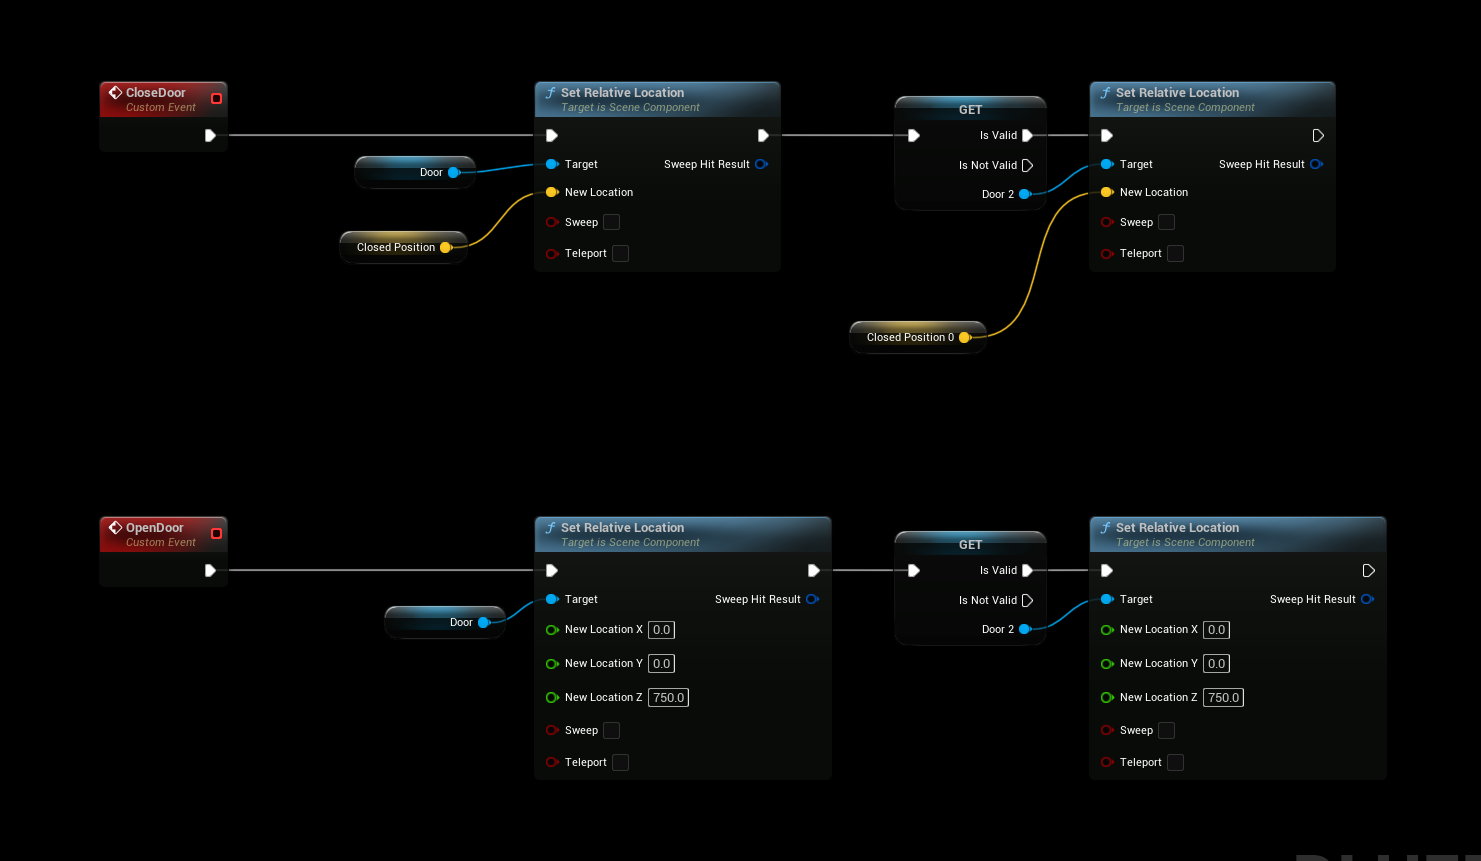 CloseDoor
Custom Event
Set Relative Location
Target is Scene Component
Target
Sweep Hit Result
New Location
Sweep
Teleport
Door
Closed Position
GET
Is Valid
Is Not Valid
Door 2
Closed Position 0
Set Relative Location
Target is Scene Component
Target
Sweep Hit Result
New Location
Sweep
Teleport
OpenDoor
Custom Event
Door
Set Relative Location
Target is Scene Component
Target
Sweep Hit Result
New Location X 0.0
New Location Y 0.0
New Location Z 750.0
Sweep
Teleport
GET
Is Valid
Is Not Valid
Door 2
Set Relative Location
Target is Scene Component
Target
Sweep Hit Result
New Location X 0.0
New Location Y 0.0
New Location Z 750.0
Sweep
Teleport